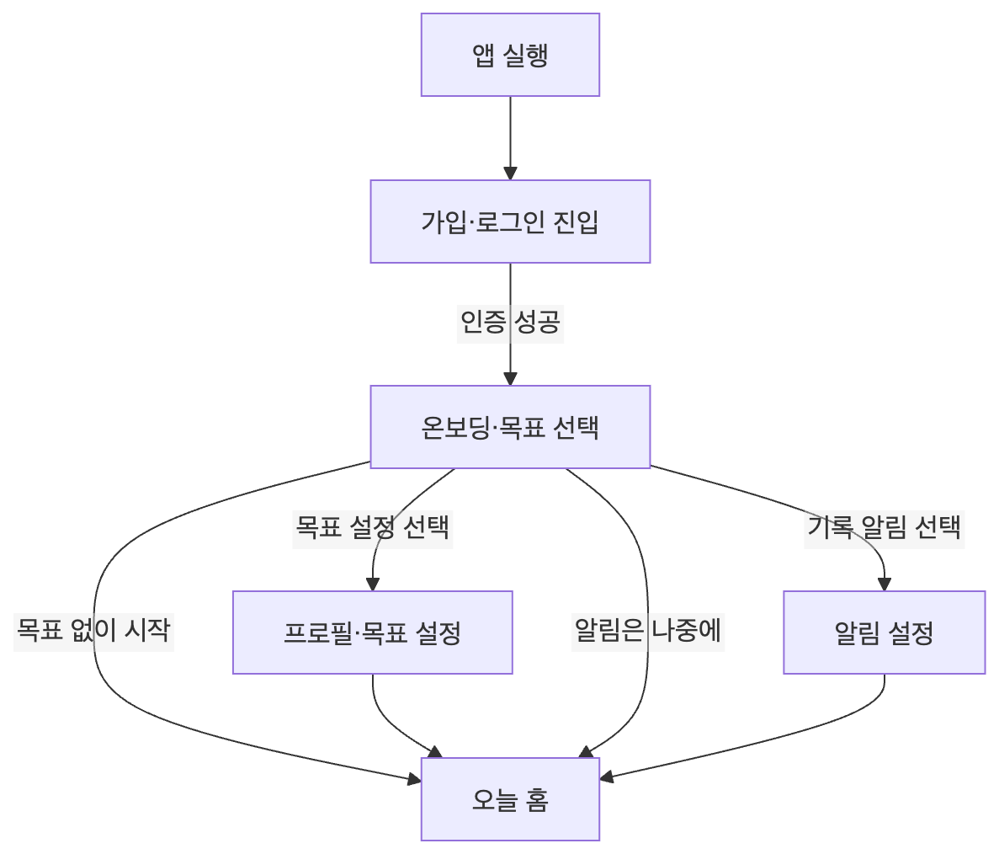 앱 실행
가입·로그인 진입
인증 성공
온보딩·목표 선택
목표 설정 선택
기록 알림 선택
목표 없이 시작
프로필·목표 설정
알림은 나중에
알림 설정
오늘 홈